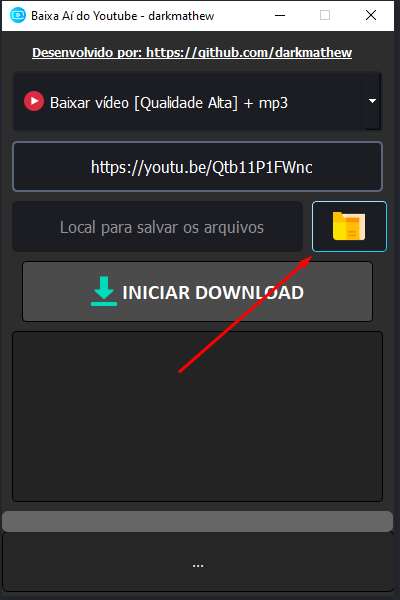 Baixa Aí do Youtube - darkmathew
Desenvolvido por: https://github.com/darkmathew
Baixar vídeo [Qualidade Alta] + mp3
https://youtu.be/Qtb11P1FWnc
Local para salvar os arquivos
INICIAR DOWNLOAD
...